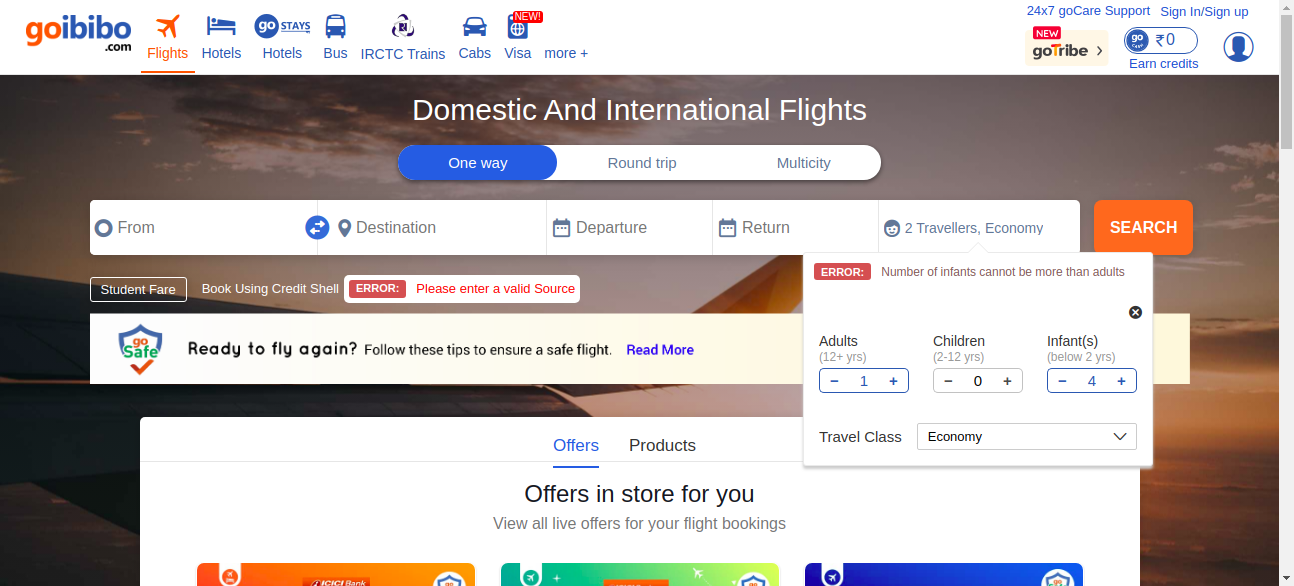 24x7 goCare Support Sign In/Sign up
goibibo
.com
Flights
Hotels
go STAYS
Hotels
Bus
IRCTC Trains
Cabs
NEW!
Visa
more +
NEW
goTribe
go
₹0
Earn credits
Domestic And International Flights
One way Round trip Multicity
From Destination Departure Return 2 Travellers, Economy SEARCH
ERROR: Number of infants cannot be more than adults
Student Fare Book Using Credit Shell ERROR: Please enter a valid Source
go
Safe
Ready to fly again? Follow these tips to ensure a safe flight. Read More
Adults Children Infant(s)
(12+ yrs) (2-12 yrs) (below 2 yrs)
− 1 + − 0 + − 4 +
Travel Class Economy
Offers Products
Offers in store for you
View all live offers for your flight bookings
ICICI Bank